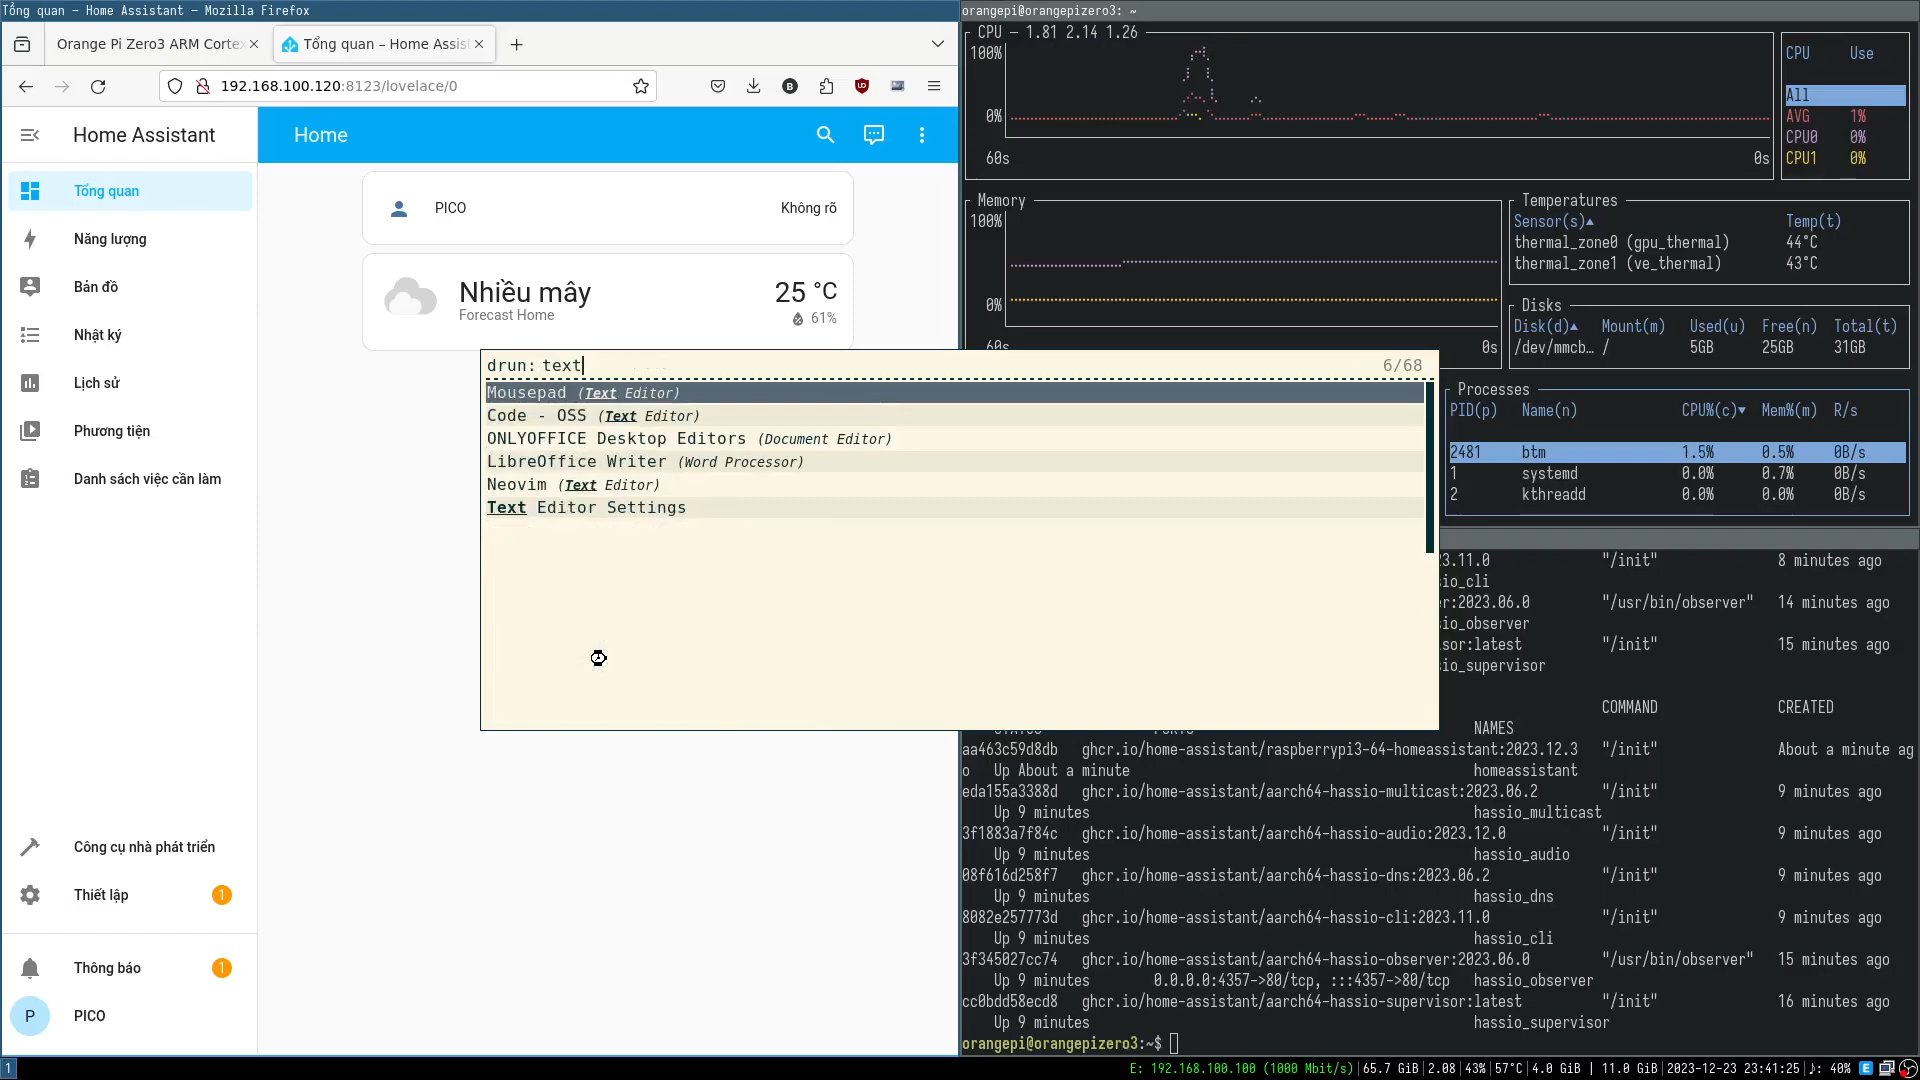 Tổng quan – Home Assistant — Mozilla Firefox
Orange Pi Zero3 ARM Corte
Tổng quan – Home Assis
192.168.100.120:8123/lovelace/0
Home Assistant
Home
Tổng quan
Năng lượng
Bản đồ
Nhật ký
Lịch sử
Phương tiện
Danh sách việc cần làm
Công cụ nhà phát triển
Thiết lập 1
Thông báo 1
P PICO
PICO Không rõ
Nhiều mây 25 °C
Forecast Home 61%
drun: text 6/68
Mousepad (Text Editor)
Code - OSS (Text Editor)
ONLYOFFICE Desktop Editors (Document Editor)
LibreOffice Writer (Word Processor)
Neovim (Text Editor)
Text Editor Settings
orangepi@orangepizero3: ~
CPU — 1.81 2.14 1.26
100%
0%
60s 0s
CPU Use
All
AVG 1%
CPU0 0%
CPU1 0%
Memory
100%
0%
60s 0s
Temperatures
Sensor(s)▲ Temp(t)
thermal_zone0 (gpu_thermal) 44°C
thermal_zone1 (ve_thermal) 43°C
Disks
Disk(d)▲ Mount(m) Used(u) Free(n) Total(t)
/dev/mmcb… / 5GB 25GB 31GB
Processes
PID(p) Name(n) CPU%(c)▼ Mem%(m) R/s
2481 btm 1.5% 0.5% 0B/s
1 systemd 0.0% 0.7% 0B/s
2 kthreadd 0.0% 0.0% 0B/s
3.11.0 "/init" 8 minutes ago
io_cli
r:2023.06.0 "/usr/bin/observer" 14 minutes ago
io_observer
sor:latest "/init" 15 minutes ago
io_supervisor
COMMAND CREATED
NAMES
aa463c59d8db ghcr.io/home-assistant/raspberrypi3-64-homeassistant:2023.12.3 "/init" About a minute ag
o Up About a minute homeassistant
eda155a3388d ghcr.io/home-assistant/aarch64-hassio-multicast:2023.06.2 "/init" 9 minutes ago
Up 9 minutes hassio_multicast
3f1883a7f84c ghcr.io/home-assistant/aarch64-hassio-audio:2023.12.0 "/init" 9 minutes ago
Up 9 minutes hassio_audio
08f616d258f7 ghcr.io/home-assistant/aarch64-hassio-dns:2023.06.2 "/init" 9 minutes ago
Up 9 minutes hassio_dns
8082e257773d ghcr.io/home-assistant/aarch64-hassio-cli:2023.11.0 "/init" 9 minutes ago
Up 9 minutes hassio_cli
3f345027cc74 ghcr.io/home-assistant/aarch64-hassio-observer:2023.06.0 "/usr/bin/observer" 15 minutes ago
Up 9 minutes 0.0.0.0:4357->80/tcp, :::4357->80/tcp hassio_observer
cc0bdd58ecd8 ghcr.io/home-assistant/aarch64-hassio-supervisor:latest "/init" 16 minutes ago
Up 9 minutes hassio_supervisor
orangepi@orangepizero3:~$
1
E: 192.168.100.100 (1000 Mbit/s)|65.7 GiB|2.08|43%|57°C|4.0 GiB | 11.0 GiB|2023-12-23 23:41:25|♪: 40% E